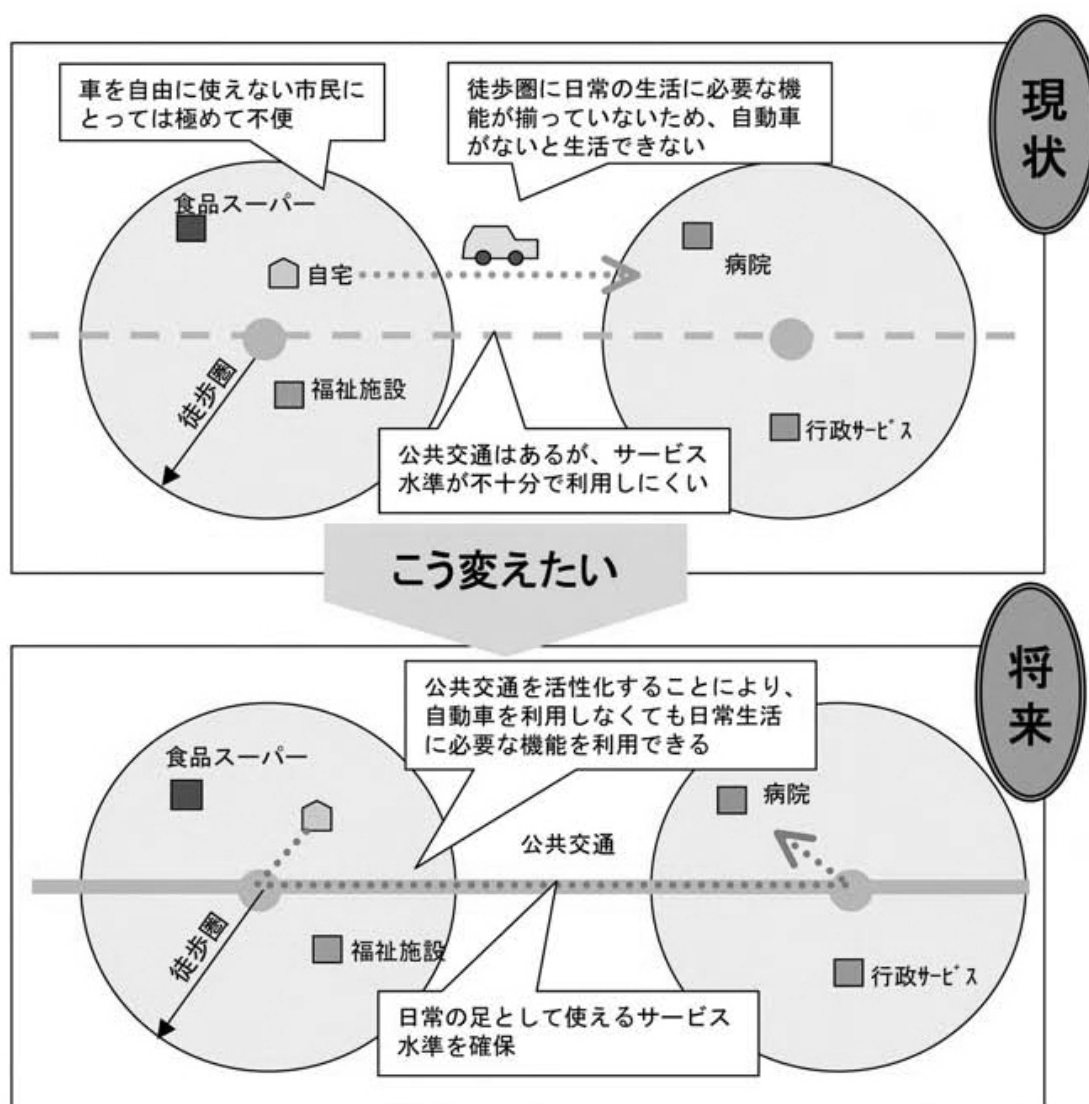 現状
車を自由に使えない市民に
とっては極めて不便
徒歩圏に日常の生活に必要な機
能が揃っていないため、自動車
がないと生活できない
食品スーパー
自宅
病院
徒歩圏
福祉施設
行政ｻｰﾋﾞｽ
公共交通はあるが、サービス
水準が不十分で利用しにくい
こう変えたい
将来
公共交通を活性化することにより、
自動車を利用しなくても日常生活
に必要な機能を利用できる
食品スーパー
病院
公共交通
徒歩圏
福祉施設
行政ｻｰﾋﾞｽ
日常の足として使えるサービス
水準を確保